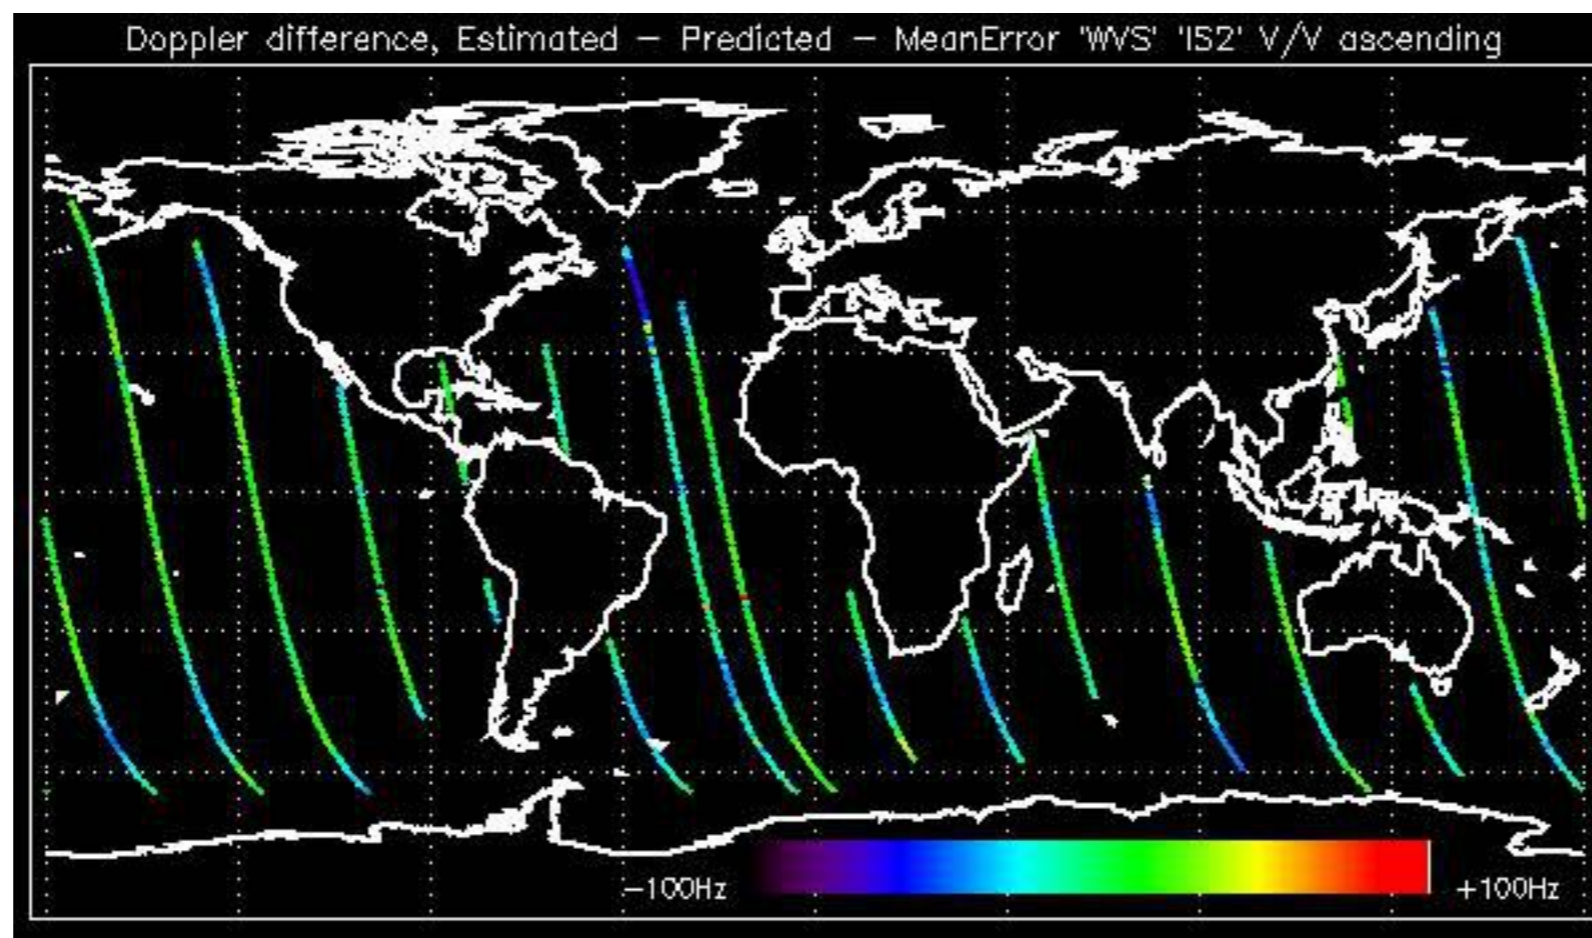 Doppler difference, Estimated – Predicted – MeanError 'WVS' 'IS2' V/V ascending
−100Hz +100Hz